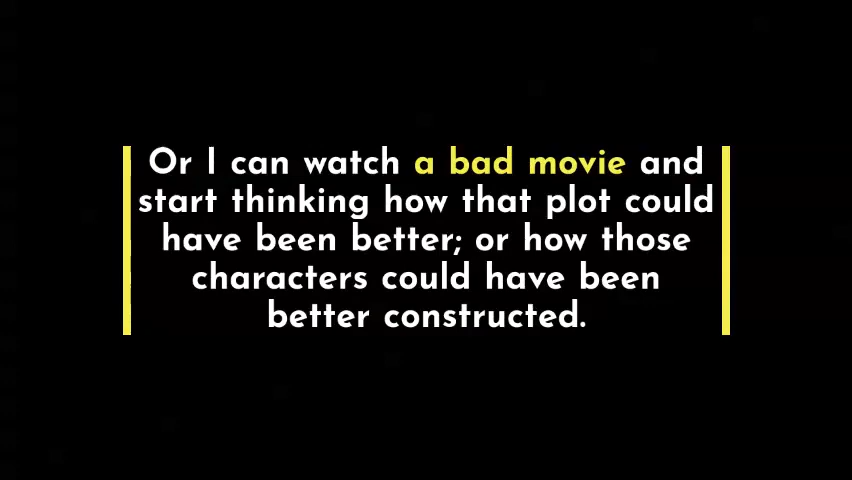 Or I can watch a bad movie and
start thinking how that plot could
have been better; or how those
characters could have been
better constructed.